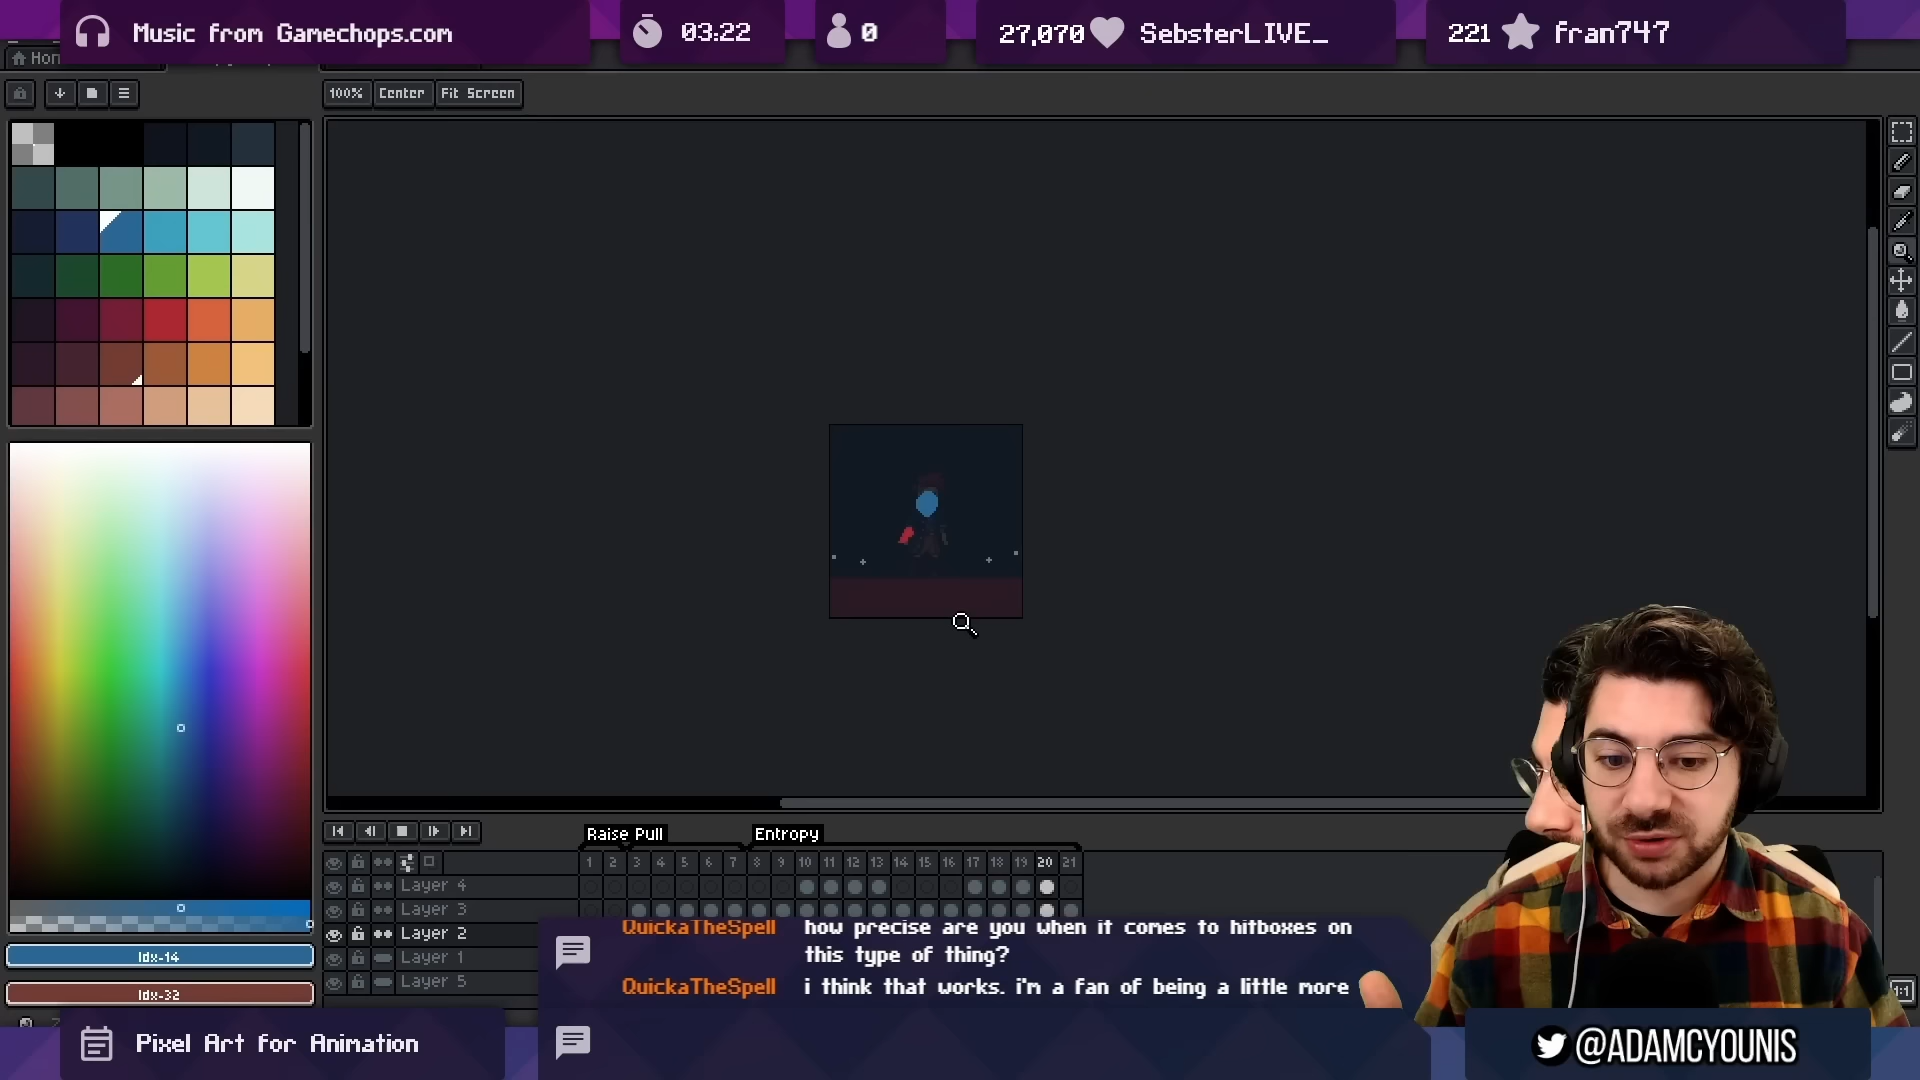 Music from Gamechops.com
03:22
0
27,070
SebsterLIVE_
221
fran747
Hom
100%
Center
Fit Screen
Raise Pull
Entropy
1 2 3 4 5 6 7 8 9 10 11 12 13 14 15 16 17 18 19 20 21
Layer 4
Layer 3
Layer 2
Layer 1
Layer 5
Idx-14
Idx-32
QuickaTheSpell how precise are you when it comes to hitboxes on
this type of thing?
QuickaTheSpell i think that works. i'm a fan of being a little more
1:1
Pixel Art for Animation
@ADAMCYOUNIS